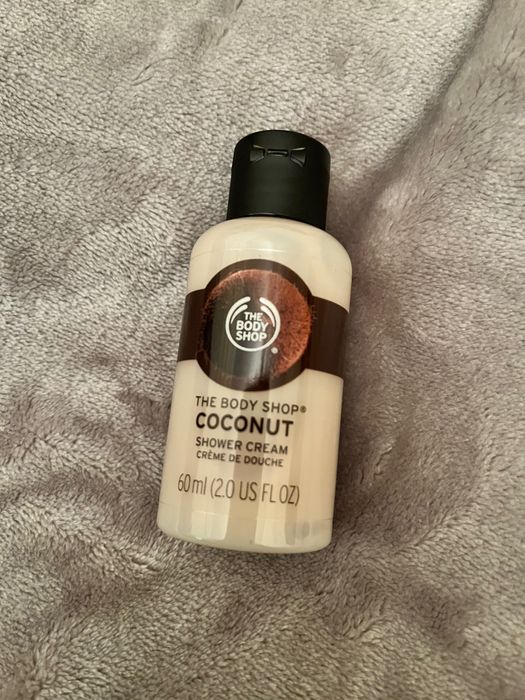 THE
BODY
SHOP
®
THE BODY SHOP®
COCONUT
SHOWER CREAM
CRÈME DE DOUCHE
60 ml (2.0 US FL OZ)